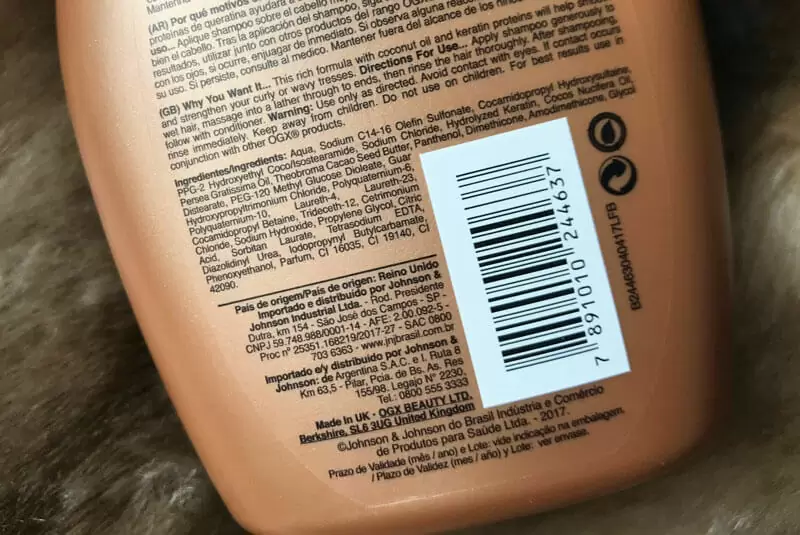 Mantenha
(AR) Por qué motivos
proteínas de queratina ayudará a
uso... Aplique shampoo sobre el cabello
bien el cabello. Tras la aplicación del shampoo, siga
resultados, utilizar junto con otros productos del rango OGX®
con los ojos, si ocurre, enjuagar de inmediato. Si observa alguna
su uso. Si persiste, consulte al medico. Mantener fuera del alcance de los
(GB) Why You Want It... This rich formula with coconut oil and keratin proteins will help
and strengthen your curly or wavy tresses. Directions For Use... Apply shampoo generously to
wet hair, massage into a lather through to ends, then rinse the hair thoroughly. After shampooing,
follow with conditioner. Warning: Use only as directed. Avoid contact with eyes. If contact occurs
rinse immediately. Keep away from children. Do not use on children. For best results use in
conjunction with other OGX® products.
Ingredientes/Ingredients: Aqua, Sodium C14-16 Olefin Sulfonate, Cocamidopropyl Hydroxysultaine,
PPG-2 Hydroxyethyl Coco/Isosteramide, Sodium Chloride, Hydrolyzed Keratin, Cocos Nucifera Oil,
Persea Gratissima Oil, Theobroma Cacao Seed Butter, Panthenol, Dimethicone, Amodimethicone, Glycol
Distearate, PEG-120 Methyl Glucose Dioleate, Guar
Hydroxypropyltrimonium Chloride, Polyquaternium-6,
Polyquaternium-10, Laureth-4, Laureth-23,
Cocamidopropyl Betaine, Trideceth-12, Cetrimonium
Chloride, Sodium Hydroxide, Propylene Glycol, Citric
Acid, Sorbitan Laurate, Tetrasodium EDTA,
Diazolidinyl Urea, Iodopropynyl Butylcarbamate,
Phenoxyethanol, Parfum, CI 16035, CI 19140, CI
42090.
País de origem/País de origen: Reino Unido
Importado e distribuido por Johnson &
Johnson Industrial Ltda. - Rod. Presidente
Dutra, km 154 - São José dos Campos - SP -
CNPJ 59.748.988/0001-14 - AFE: 2.00.092-5 -
Proc nº 25351.168219/2017-27 - SAC 0800
703 6363 - www.jnjbrasil.com.br
Importado e/y distribuido por Johnson &
Johnson: de Argentina S.A.C. e I. Ruta 8
Km 63,5 - Pilar, Pcia. de Bs. As. Res
155/98. Legajo N° 2230.
Tel.: 0800 555 3333
Made in UK - OGX BEAUTY LTD.
Berkshire, SL6 3UG United Kingdom
©Johnson & Johnson do Brasil Indústria e Comércio
de Produtos para Saúde Ltda. - 2017.
Prazo de Validade (mês / ano) e Lote: vide indicação na embalagem.
/ Plazo de Validez (mes / año) y Lote: ver envase.
7 891010 244637
B24463040417LFB